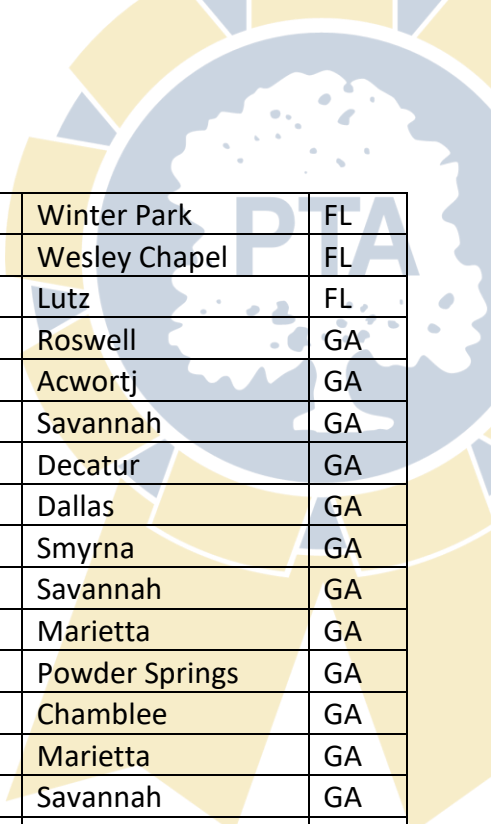 PTA
Winter Park FL
Wesley Chapel FL
Lutz FL
Roswell GA
Acwortj GA
Savannah GA
Decatur GA
Dallas GA
Smyrna GA
Savannah GA
Marietta GA
Powder Springs GA
Chamblee GA
Marietta GA
Savannah GA